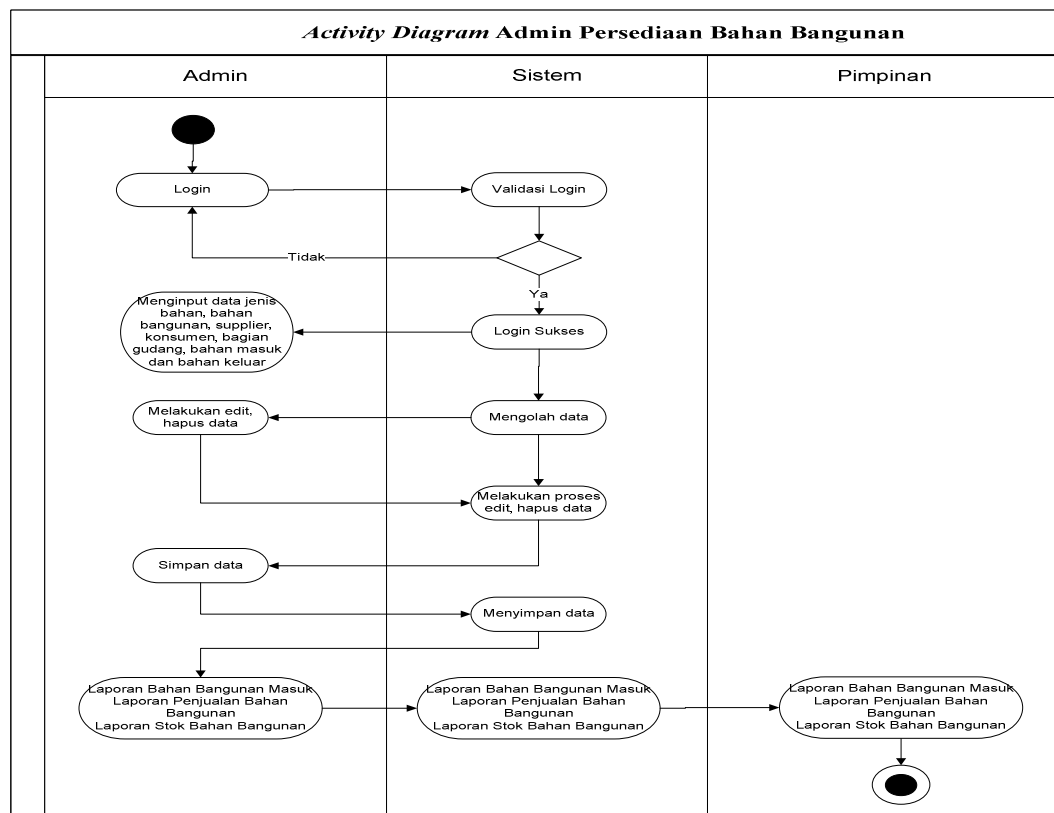 Activity Diagram Admin Persediaan Bahan Bangunan
Admin
Sistem
Pimpinan
Login
Validasi Login
Tidak
Ya
Menginput data jenis
bahan, bahan
bangunan, supplier,
konsumen, bagian
gudang, bahan masuk
dan bahan keluar
Login Sukses
Melakukan edit,
hapus data
Mengolah data
Melakukan proses
edit, hapus data
Simpan data
Menyimpan data
Laporan Bahan Bangunan Masuk
Laporan Penjualan Bahan
Bangunan
Laporan Stok Bahan Bangunan
Laporan Bahan Bangunan Masuk
Laporan Penjualan Bahan
Bangunan
Laporan Stok Bahan Bangunan
Laporan Bahan Bangunan Masuk
Laporan Penjualan Bahan
Bangunan
Laporan Stok Bahan Bangunan